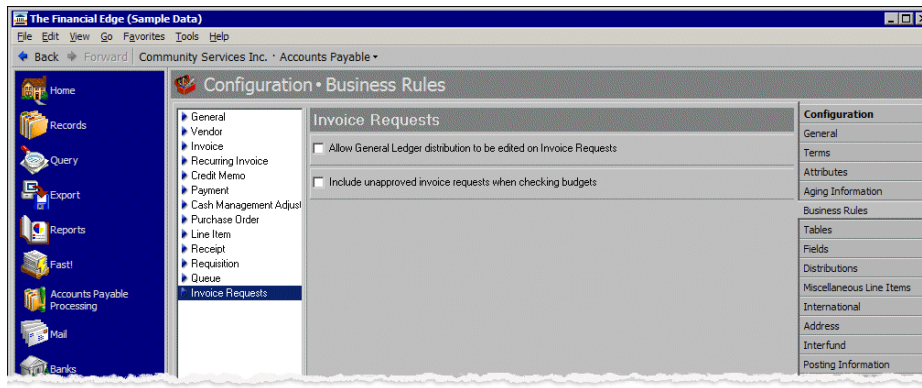 The Financial Edge (Sample Data)
File Edit View Go Favorites Tools Help
Back Forward Community Services Inc. · Accounts Payable
Configuration • Business Rules
Home
Records
Query
Export
Reports
Fast!
Accounts Payable
Processing
Mail
Banks
General
Vendor
Invoice
Recurring Invoice
Credit Memo
Payment
Cash Management Adjust
Purchase Order
Line Item
Receipt
Requisition
Queue
Invoice Requests
Invoice Requests
Allow General Ledger distribution to be edited on Invoice Requests
Include unapproved invoice requests when checking budgets
Configuration
General
Terms
Attributes
Aging Information
Business Rules
Tables
Fields
Distributions
Miscellaneous Line Items
International
Address
Interfund
Posting Information